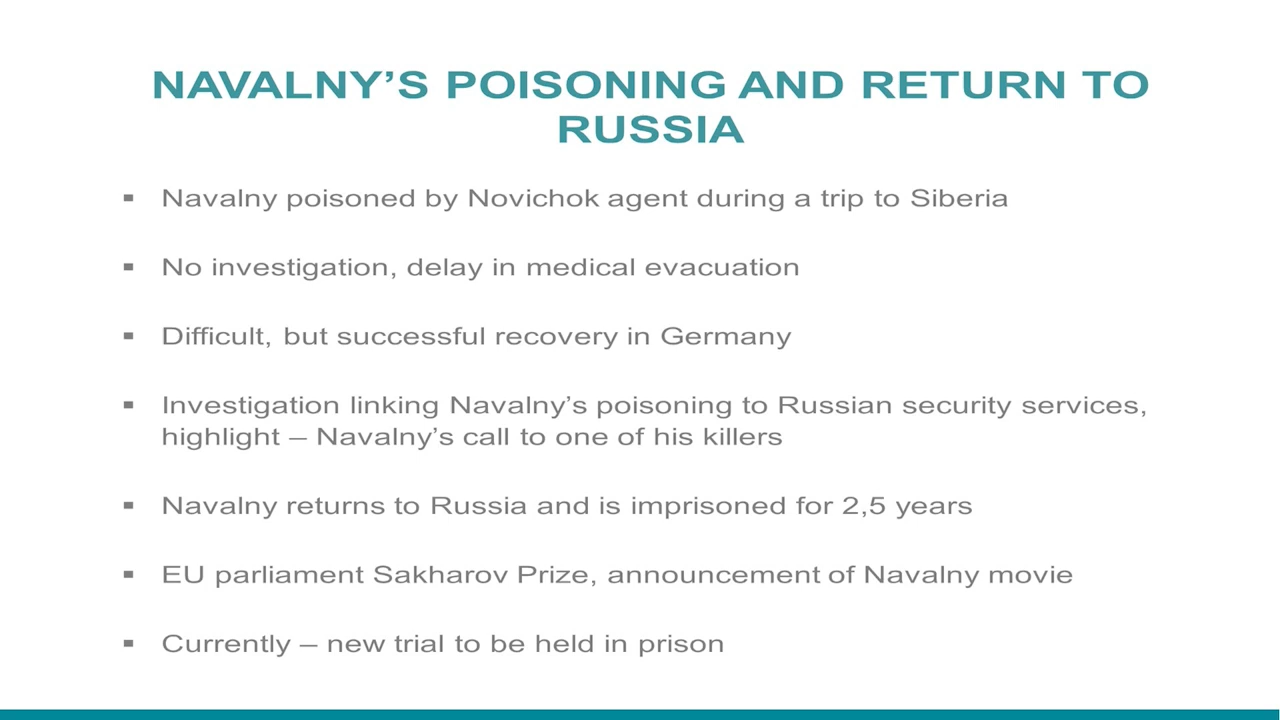 NAVALNY’S POISONING AND RETURN TO
RUSSIA
▪ Navalny poisoned by Novichok agent during a trip to Siberia
▪ No investigation, delay in medical evacuation
▪ Difficult, but successful recovery in Germany
▪ Investigation linking Navalny’s poisoning to Russian security services,
highlight – Navalny’s call to one of his killers
▪ Navalny returns to Russia and is imprisoned for 2,5 years
▪ EU parliament Sakharov Prize, announcement of Navalny movie
▪ Currently – new trial to be held in prison